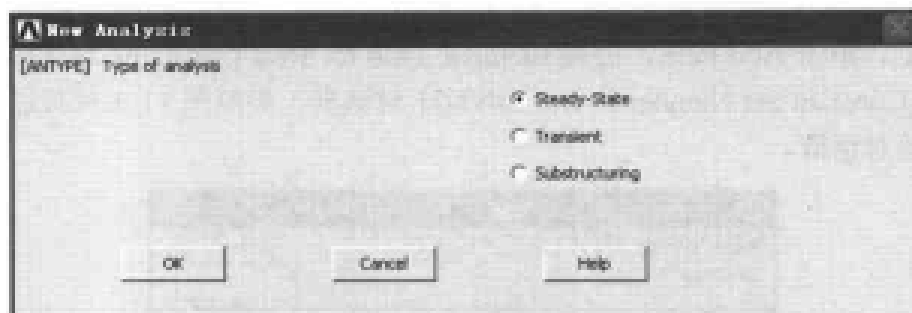 New Analysis
[ANTYPE] Type of analysis
Steady-State
Transient
Substructuring
OK Cancel Help